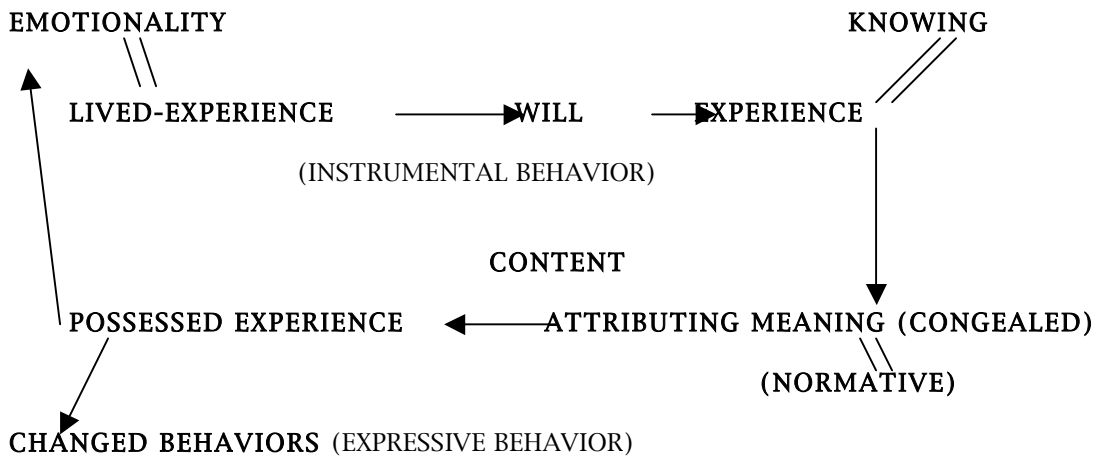 EMOTIONALITY KNOWING
LIVED-EXPERIENCE WILL EXPERIENCE
(INSTRUMENTAL BEHAVIOR)
CONTENT
POSSESSED EXPERIENCE ATTRIBUTING MEANING (CONGEALED)
(NORMATIVE)
CHANGED BEHAVIORS (EXPRESSIVE BEHAVIOR)